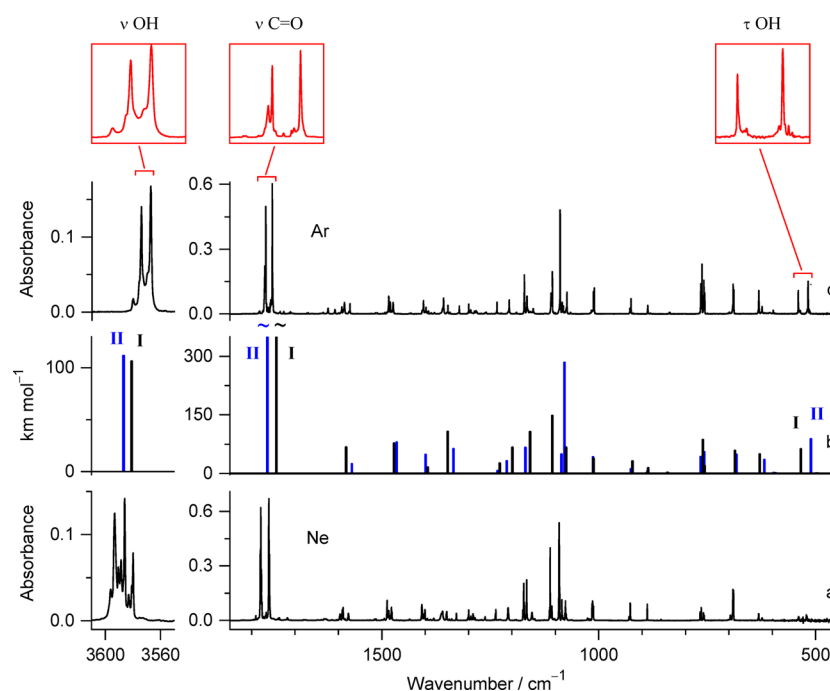 ν OH ν C=O τ OH
Absorbance 0.1 0.0 0.6 0.3 0.0 Ar
~ ~
km mol⁻¹ 100 0 II I 300 150 0 II I I II b
Absorbance 0.1 0.0 0.6 0.3 0.0 Ne a
3600 3560 1500 1000 500
Wavenumber / cm⁻¹